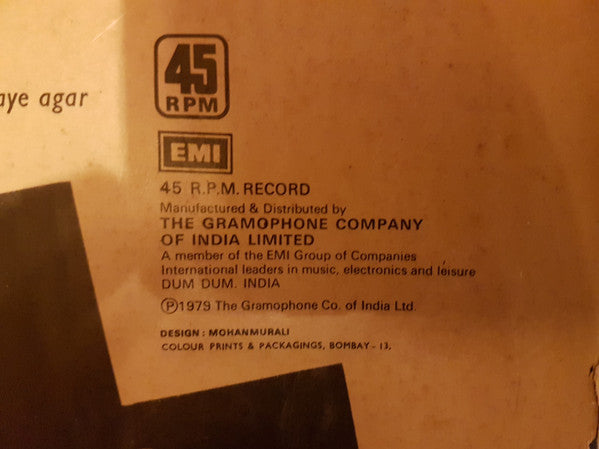 aye agar
45
RPM
EMI
45 R.P.M. RECORD
Manufactured & Distributed by
THE GRAMOPHONE COMPANY
OF INDIA LIMITED
A member of the EMI Group of Companies
International leaders in music, electronics and leisure
DUM DUM. INDIA
Ⓟ1979 The Gramophone Co. of India Ltd.
DESIGN : MOHANMURALI
COLOUR PRINTS & PACKAGINGS, BOMBAY - 13,